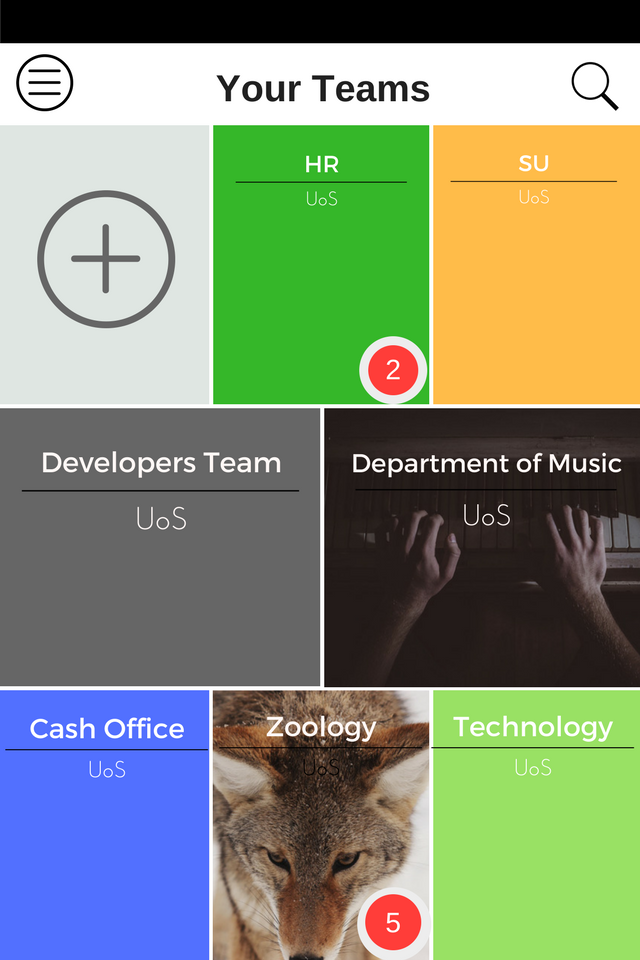 Your Teams
HR
UoS
SU
UoS
2
Developers Team
UoS
Department of Music
UoS
Cash Office
UoS
Zoology
UoS
Technology
UoS
5